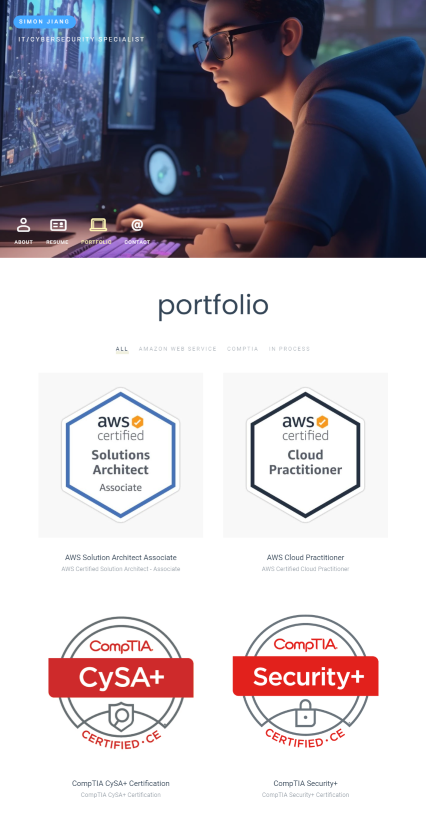 SIMON JIANG
IT/CYBERSECURITY SPECIALIST
ABOUT RESUME PORTFOLIO CONTACT
portfolio
ALL AMAZON WEB SERVICE COMPTIA IN PROCESS
aws
certified
Solutions
Architect
Associate
aws
certified
Cloud
Practitioner
AWS Solution Architect Associate
AWS Certified Solution Architect - Associate
AWS Cloud Practitioner
AWS Certified Cloud Practitioner
CompTIA
CySA+
CERTIFIED • CE
CompTIA
Security+
CERTIFIED • CE
CompTIA CySA+ Certification
CompTIA CySA+ Certification
CompTIA Security+
CompTIA Security+ Certification